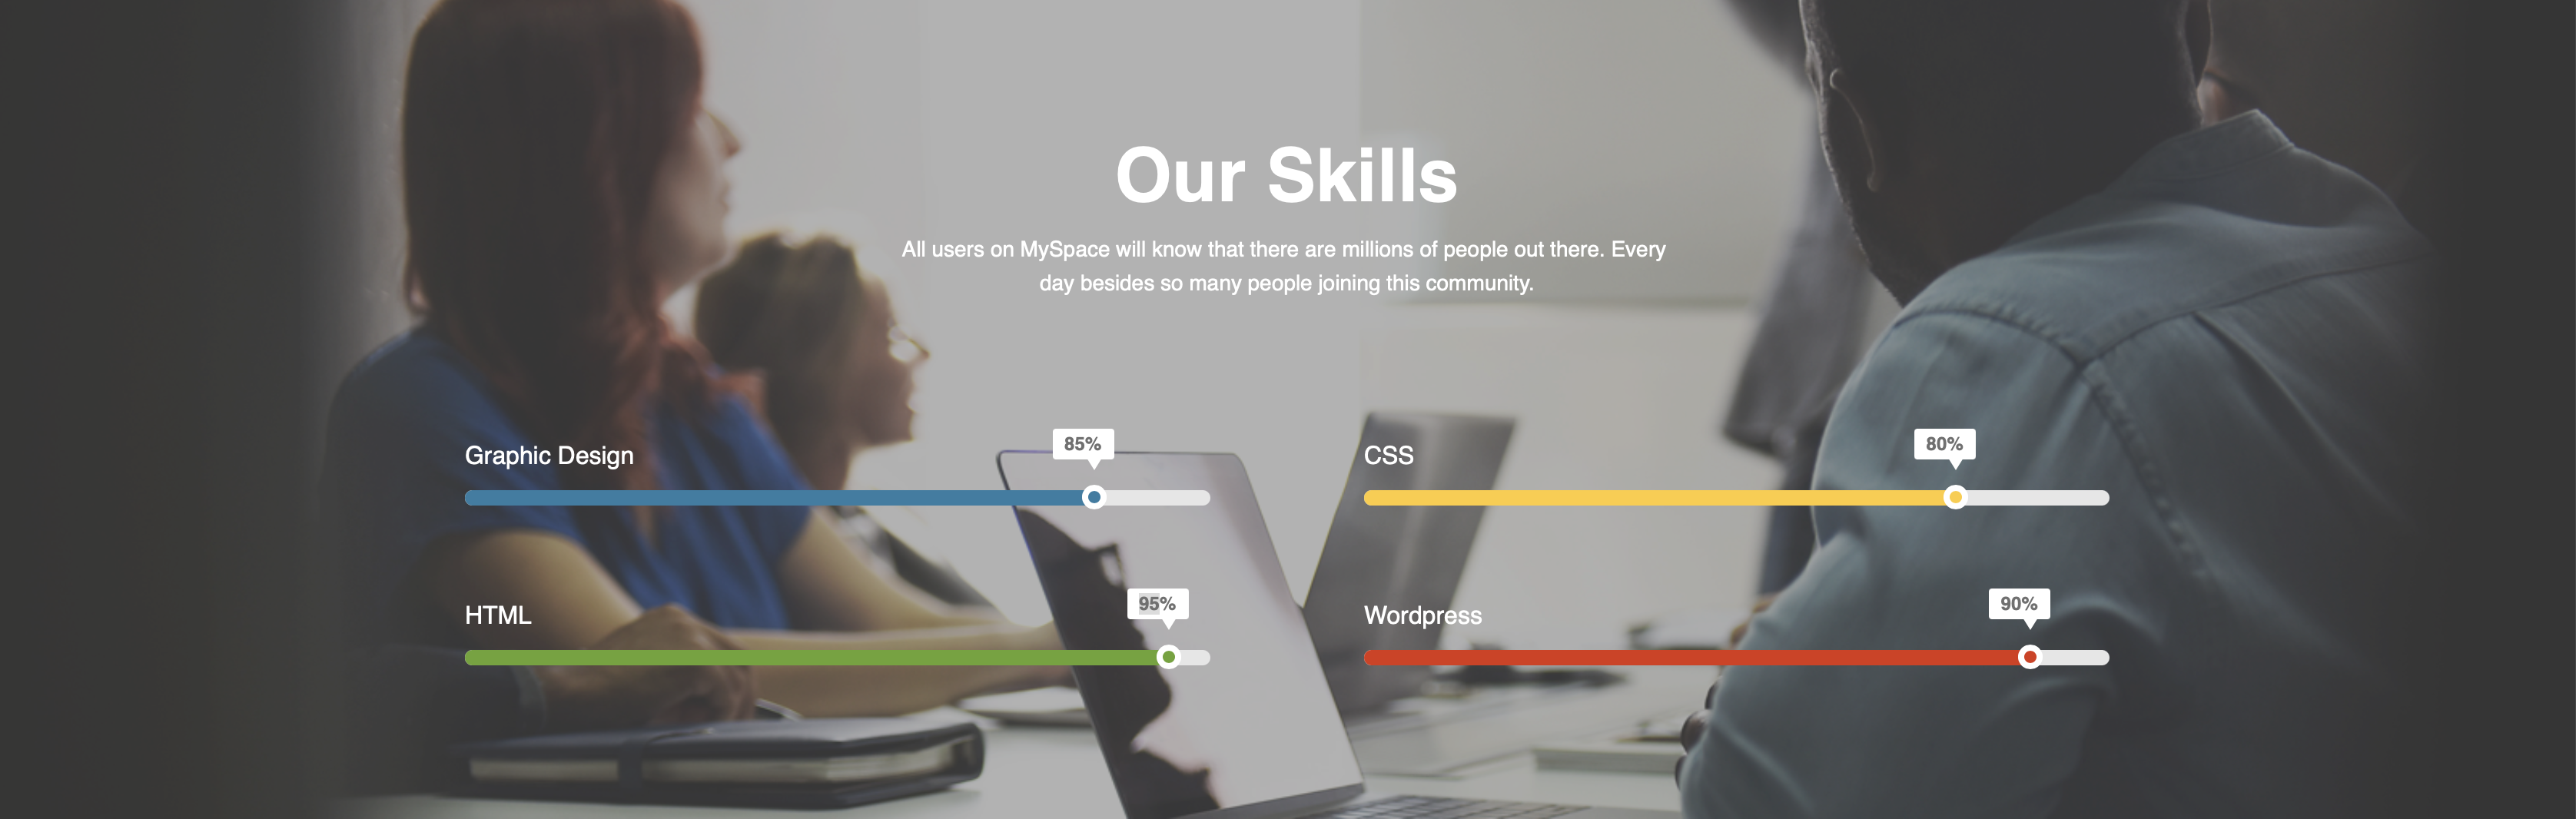 Our Skills
All users on MySpace will know that there are millions of people out there. Every
day besides so many people joining this community.
Graphic Design
85%
CSS
80%
HTML
95%
Wordpress
90%